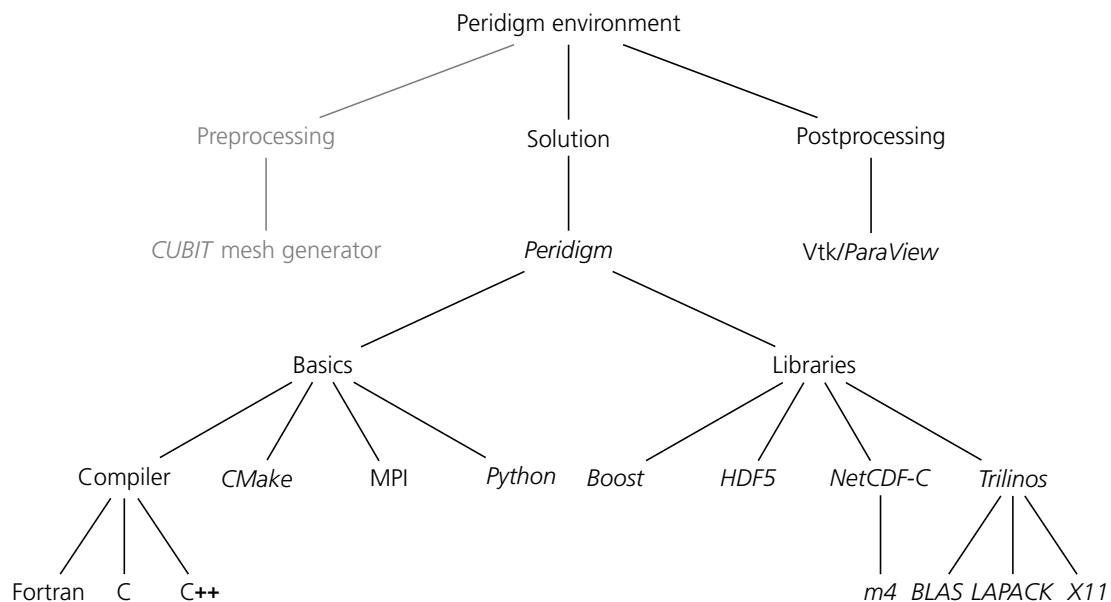 Peridigm environment
Preprocessing
Solution
Postprocessing
CUBIT mesh generator
Peridigm
Vtk/ParaView
Basics
Libraries
Compiler
CMake
MPI
Python
Boost
HDF5
NetCDF-C
Trilinos
Fortran
C
C++
m4
BLAS
LAPACK
X11